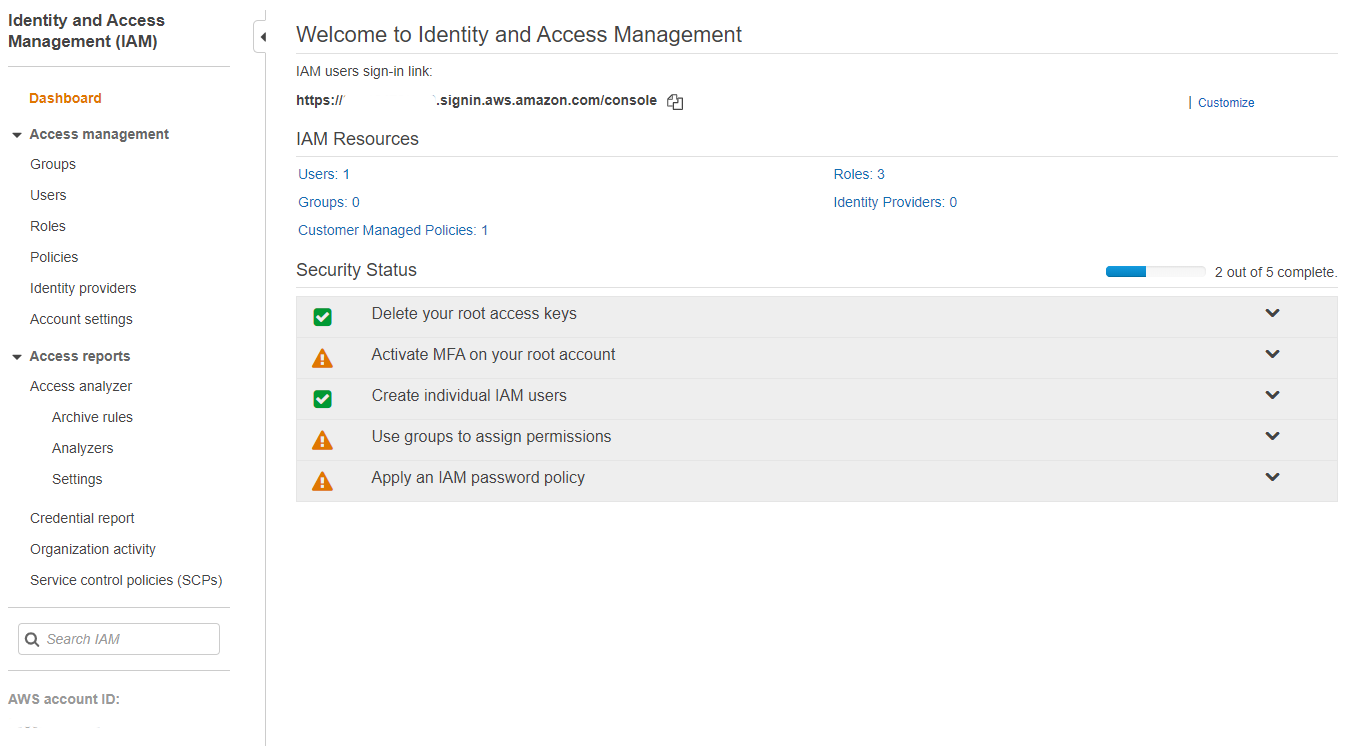 Identity and Access
Management (IAM)
Dashboard
Access management
Groups
Users
Roles
Policies
Identity providers
Account settings
Access reports
Access analyzer
Archive rules
Analyzers
Settings
Credential report
Organization activity
Service control policies (SCPs)
Search IAM
AWS account ID:
Welcome to Identity and Access Management
IAM users sign-in link:
https:// .signin.aws.amazon.com/console
| Customize
IAM Resources
Users: 1
Roles: 3
Groups: 0
Identity Providers: 0
Customer Managed Policies: 1
Security Status
2 out of 5 complete.
Delete your root access keys
Activate MFA on your root account
Create individual IAM users
Use groups to assign permissions
Apply an IAM password policy